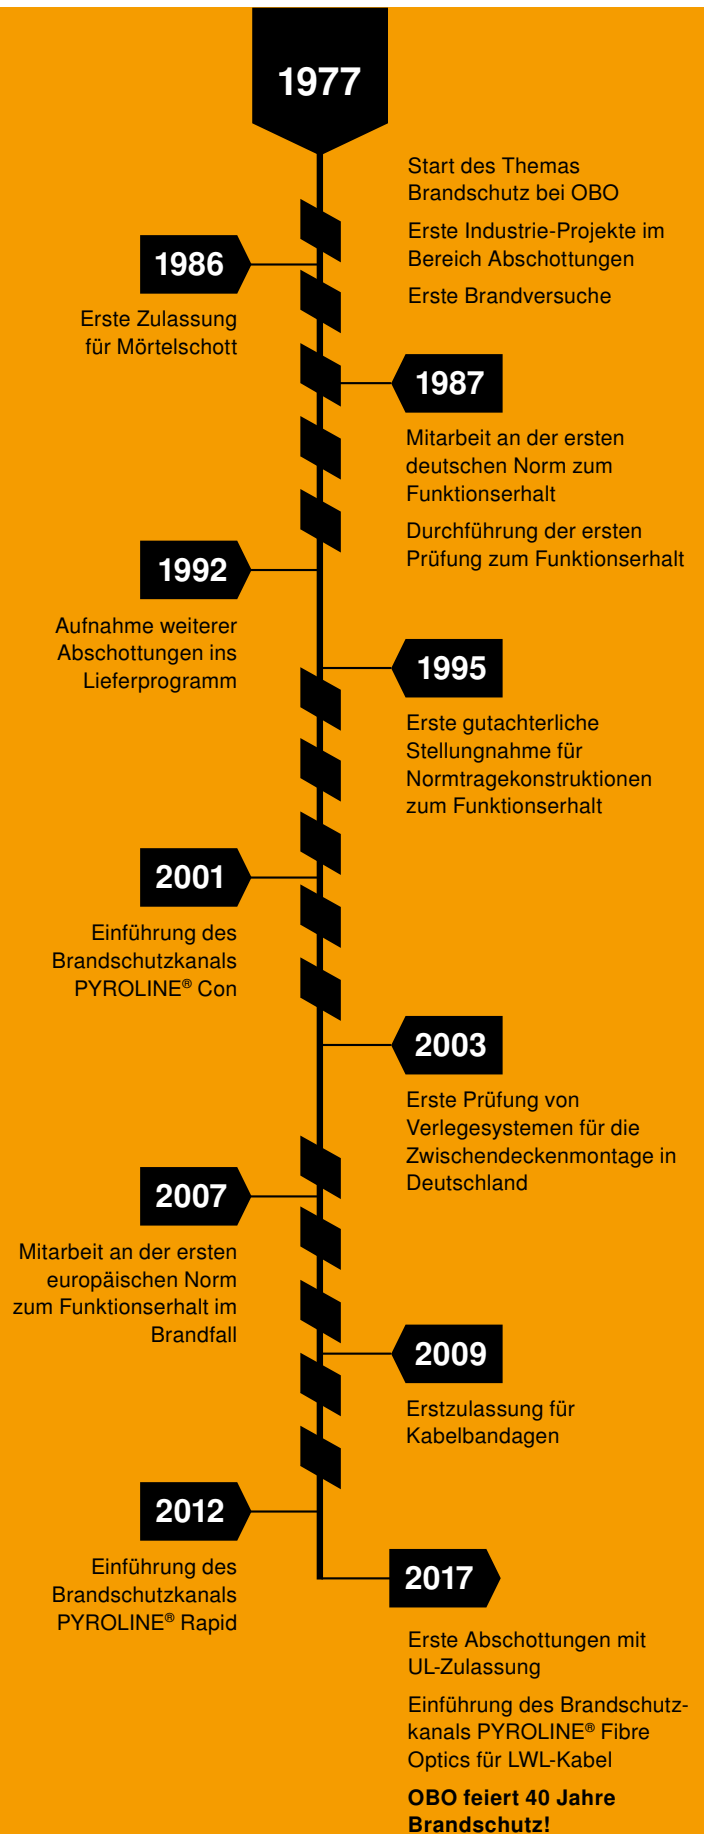 1977
Start des Themas
Brandschutz bei OBO
Erste Industrie-Projekte im
Bereich Abschottungen
Erste Brandversuche
1986
Erste Zulassung
für Mörtelschott
1987
Mitarbeit an der ersten
deutschen Norm zum
Funktionserhalt
Durchführung der ersten
Prüfung zum Funktionserhalt
1992
Aufnahme weiterer
Abschottungen ins
Lieferprogramm
1995
Erste gutachterliche
Stellungnahme für
Normtragekonstruktionen
zum Funktionserhalt
2001
Einführung des
Brandschutzkanals
PYROLINE® Con
2003
Erste Prüfung von
Verlegesystemen für die
Zwischendeckenmontage in
Deutschland
2007
Mitarbeit an der ersten
europäischen Norm
zum Funktionserhalt im
Brandfall
2009
Erstzulassung für
Kabelbandagen
2012
Einführung des
Brandschutzkanals
PYROLINE® Rapid
2017
Erste Abschottungen mit
UL-Zulassung
Einführung des Brandschutz-
kanals PYROLINE® Fibre
Optics für LWL-Kabel
OBO feiert 40 Jahre
Brandschutz!